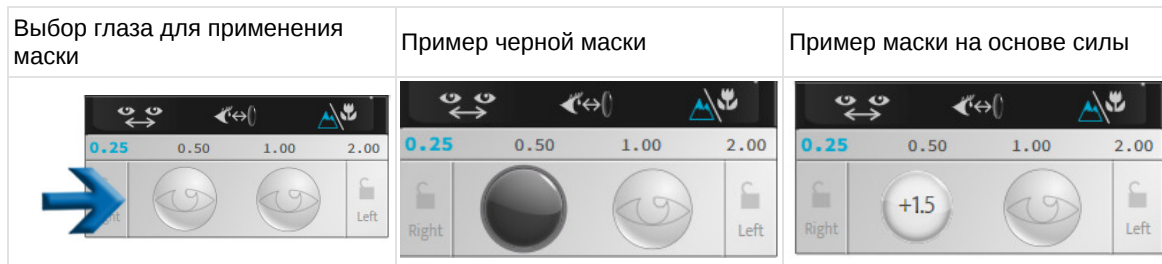 Выбор глаза для применения
маски
Пример черной маски
Пример маски на основе силы
0.25 0.50 1.00 2.00
Left
0.25 0.50 1.00 2.00
Right Left
0.25 0.50 1.00 2.00
+1.5
Right Left